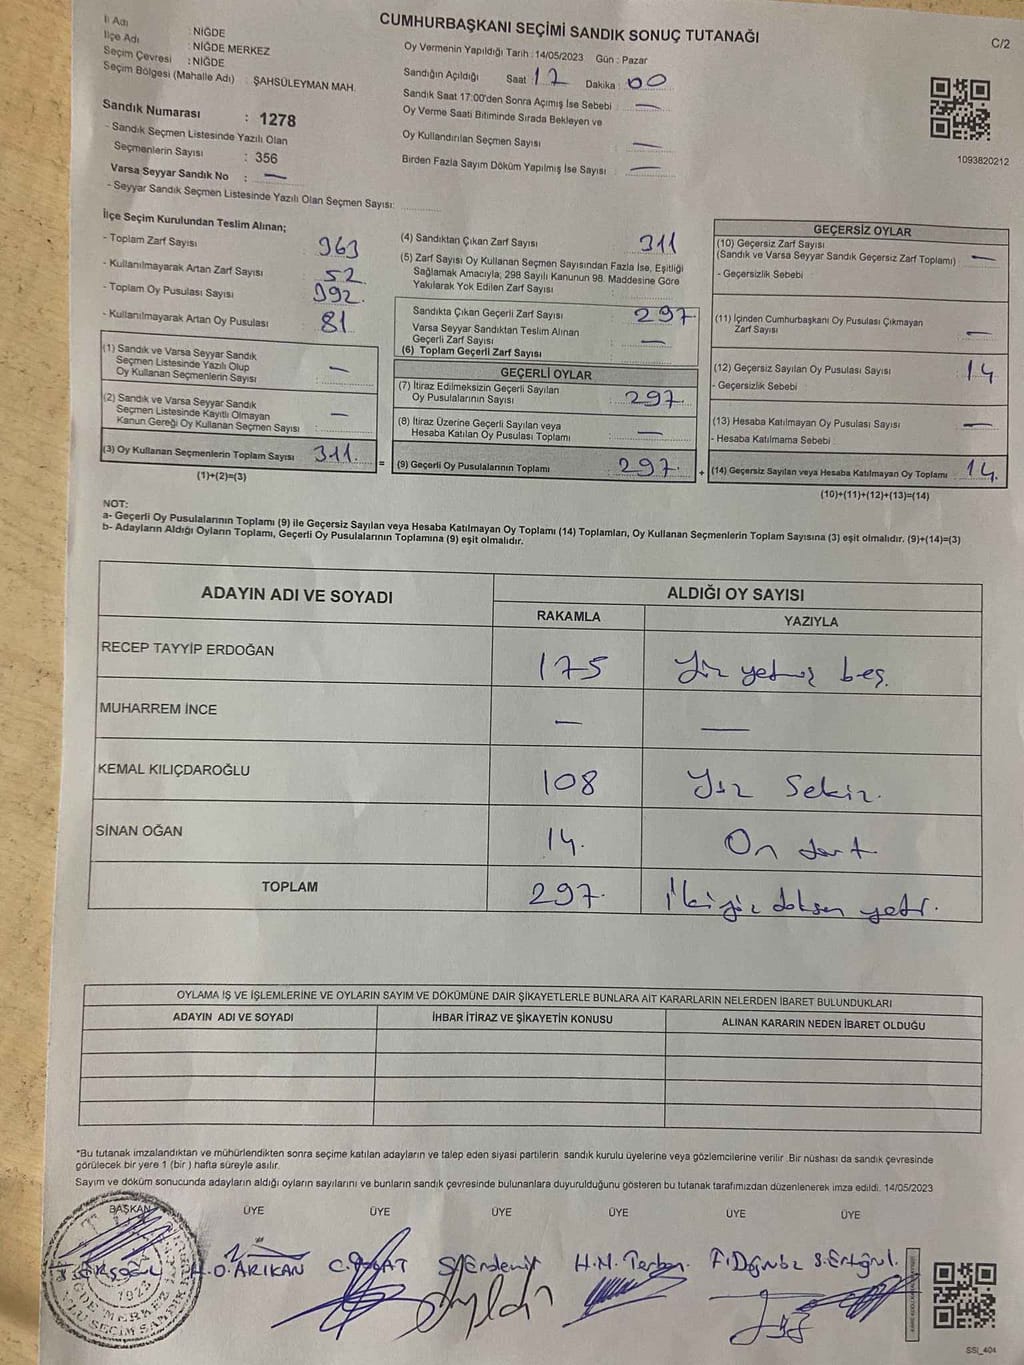 CUMHURBAŞKANI SEÇİMİ SANDIK SONUÇ TUTANAĞI
C/2
İl Adı : NİĞDE
İlçe Adı : NİĞDE MERKEZ
Seçim Çevresi : NİĞDE
Seçim Bölgesi (Mahalle Adı) : ŞAHSÜLEYMAN MAH.
Sandık Numarası : 1278
- Sandık Seçmen Listesinde Yazılı Olan
Seçmenlerin Sayısı : 356
Varsa Seyyar Sandık No : —
- Seyyar Sandık Seçmen Listesinde Yazılı Olan Seçmen Sayısı:
Oy Vermenin Yapıldığı Tarih : 14/05/2023 Gün : Pazar
Sandığın Açıldığı Saat : 17 Dakika : 00
Sandık Saat 17:00'den Sonra Açımış İse Sebebi : —
Oy Verme Saati Bitiminde Sırada Bekleyen ve
Oy Kullandırılan Seçmen Sayısı : —
Birden Fazla Sayım Döküm Yapılmış İse Sayısı : —
1093820212
İlçe Seçim Kurulundan Teslim Alınan;
- Toplam Zarf Sayısı : 363
- Kullanılmayarak Artan Zarf Sayısı : 52
- Toplam Oy Pusulası Sayısı : 392.
- Kullanılmayarak Artan Oy Pusulası : 81
(1) Sandık ve Varsa Seyyar Sandık
Seçmen Listesinde Yazılı Olup
Oy Kullanan Seçmenlerin Sayısı : —
(2) Sandık ve Varsa Seyyar Sandık
Seçmen Listesinde Kayıtlı Olmayan
Kanun Gereği Oy Kullanan Seçmen Sayısı : —
(3) Oy Kullanan Seçmenlerin Toplam Sayısı 311.
(1)+(2)=(3)
(4) Sandıktan Çıkan Zarf Sayısı : 311
(5) Zarf Sayısı Oy Kullanan Seçmen Sayısından Fazla İse, Eşitliği
Sağlamak Amacıyla; 298 Sayılı Kanunun 98. Maddesine Göre
Yakılarak Yok Edilen Zarf Sayısı :
Sandıkta Çıkan Geçerli Zarf Sayısı : 297
Varsa Seyyar Sandıktan Teslim Alınan
Geçerli Zarf Sayısı : —
(6) Toplam Geçerli Zarf Sayısı
GEÇERLİ OYLAR
(7) İtiraz Edilmeksizin Geçerli Sayılan
Oy Pusulalarının Sayısı : 297.
(8) İtiraz Üzerine Geçerli Sayılan veya
Hesaba Katılan Oy Pusulası Toplamı : —
= (9) Geçerli Oy Pusulalarının Toplamı : 297.
GEÇERSİZ OYLAR
(10) Geçersiz Zarf Sayısı
(Sandık ve Varsa Seyyar Sandık Geçersiz Zarf Toplamı) : —
- Geçersizlik Sebebi :
(11) İçinden Cumhurbaşkanı Oy Pusulası Çıkmayan
Zarf Sayısı : —
(12) Geçersiz Sayılan Oy Pusulası Sayısı : 14
- Geçersizlik Sebebi :
(13) Hesaba Katılmayan Oy Pusulası Sayısı : —
- Hesaba Katılmama Sebebi :
+ (14) Geçersiz Sayılan veya Hesaba Katılmayan Oy Toplamı : 14.
(10)+(11)+(12)+(13)=(14)
NOT:
a- Geçerli Oy Pusulalarının Toplamı (9) ile Geçersiz Sayılan veya Hesaba Katılmayan Oy Toplamı (14) Toplamları, Oy Kullanan Seçmenlerin Toplam Sayısına (3) eşit olmalıdır. (9)+(14)=(3)
b- Adayların Aldığı Oyların Toplamı, Geçerli Oy Pusulalarının Toplamına (9) eşit olmalıdır.
ADAYIN ADI VE SOYADI ALDIĞI OY SAYISI
RAKAMLA YAZIYLA
RECEP TAYYİP ERDOĞAN 175 Yüz yetmiş beş.
MUHARREM İNCE — —
KEMAL KILIÇDAROĞLU 108 Yüz Sekiz.
SİNAN OĞAN 14. On dört
TOPLAM 297. İkiyüz doksan yedi.
OYLAMA İŞ VE İŞLEMLERİNE VE OYLARIN SAYIM VE DÖKÜMÜNE DAİR ŞİKAYETLERLE BUNLARA AİT KARARLARIN NELERDEN İBARET BULUNDUKLARI
ADAYIN ADI VE SOYADI İHBAR İTİRAZ VE ŞİKAYETİN KONUSU ALINAN KARARIN NEDEN İBARET OLDUĞU
*Bu tutanak imzalandıktan ve mühürlendikten sonra seçime katılan adayların ve talep eden siyasi partilerin sandık kurulu üyelerine veya gözlemcilerine verilir. Bir nüshası da sandık çevresinde
görülecek bir yere 1 (bir ) hafta süreyle asılır.
Sayım ve döküm sonucunda adayların aldığı oyların sayılarını ve bunların sandık çevresinde bulunanlara duyurulduğunu gösteren bu tutanak tarafımızdan düzenlenerek imza edildi. 14/05/2023
BAŞKAN ÜYE ÜYE ÜYE ÜYE ÜYE ÜYE
H.O.ARIKAN S.Erdemir S.Ertuğrul.
SSİ_404